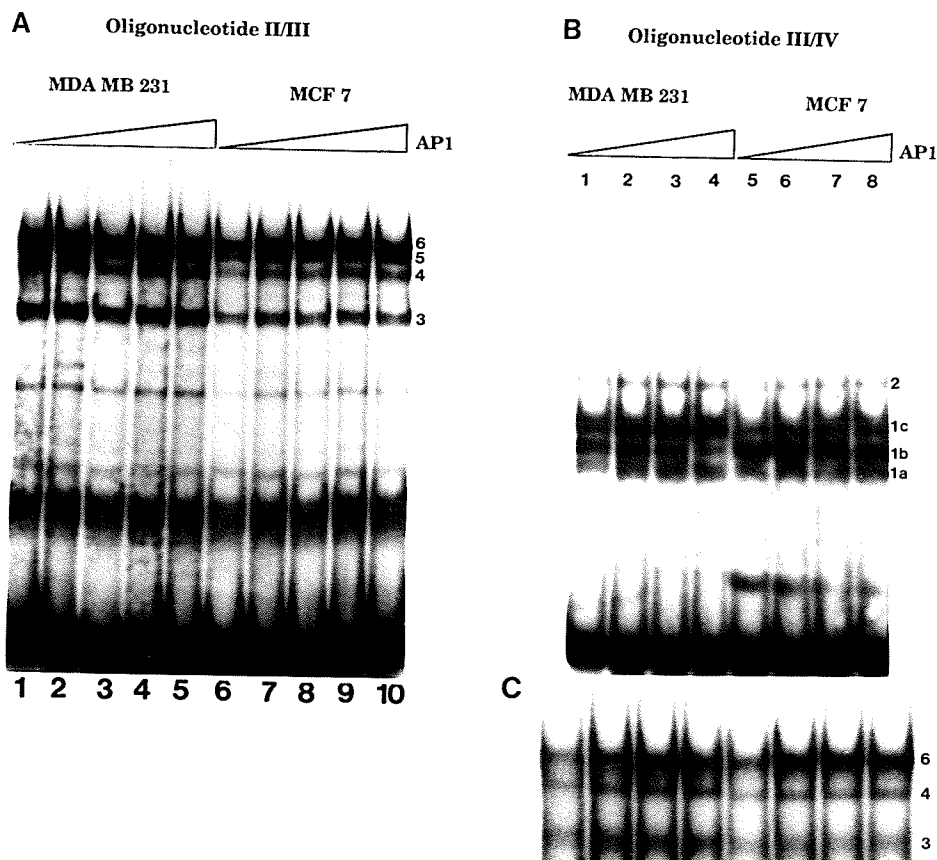 A
Oligonucleotide II/III
MDA MB 231
MCF 7
AP1
6
5
4
3
1 2 3 4 5 6 7 8 9 10
B
Oligonucleotide III/IV
MDA MB 231
MCF 7
AP1
1 2 3 4 5 6 7 8
2
1c
1b
1a
C
6
4
3